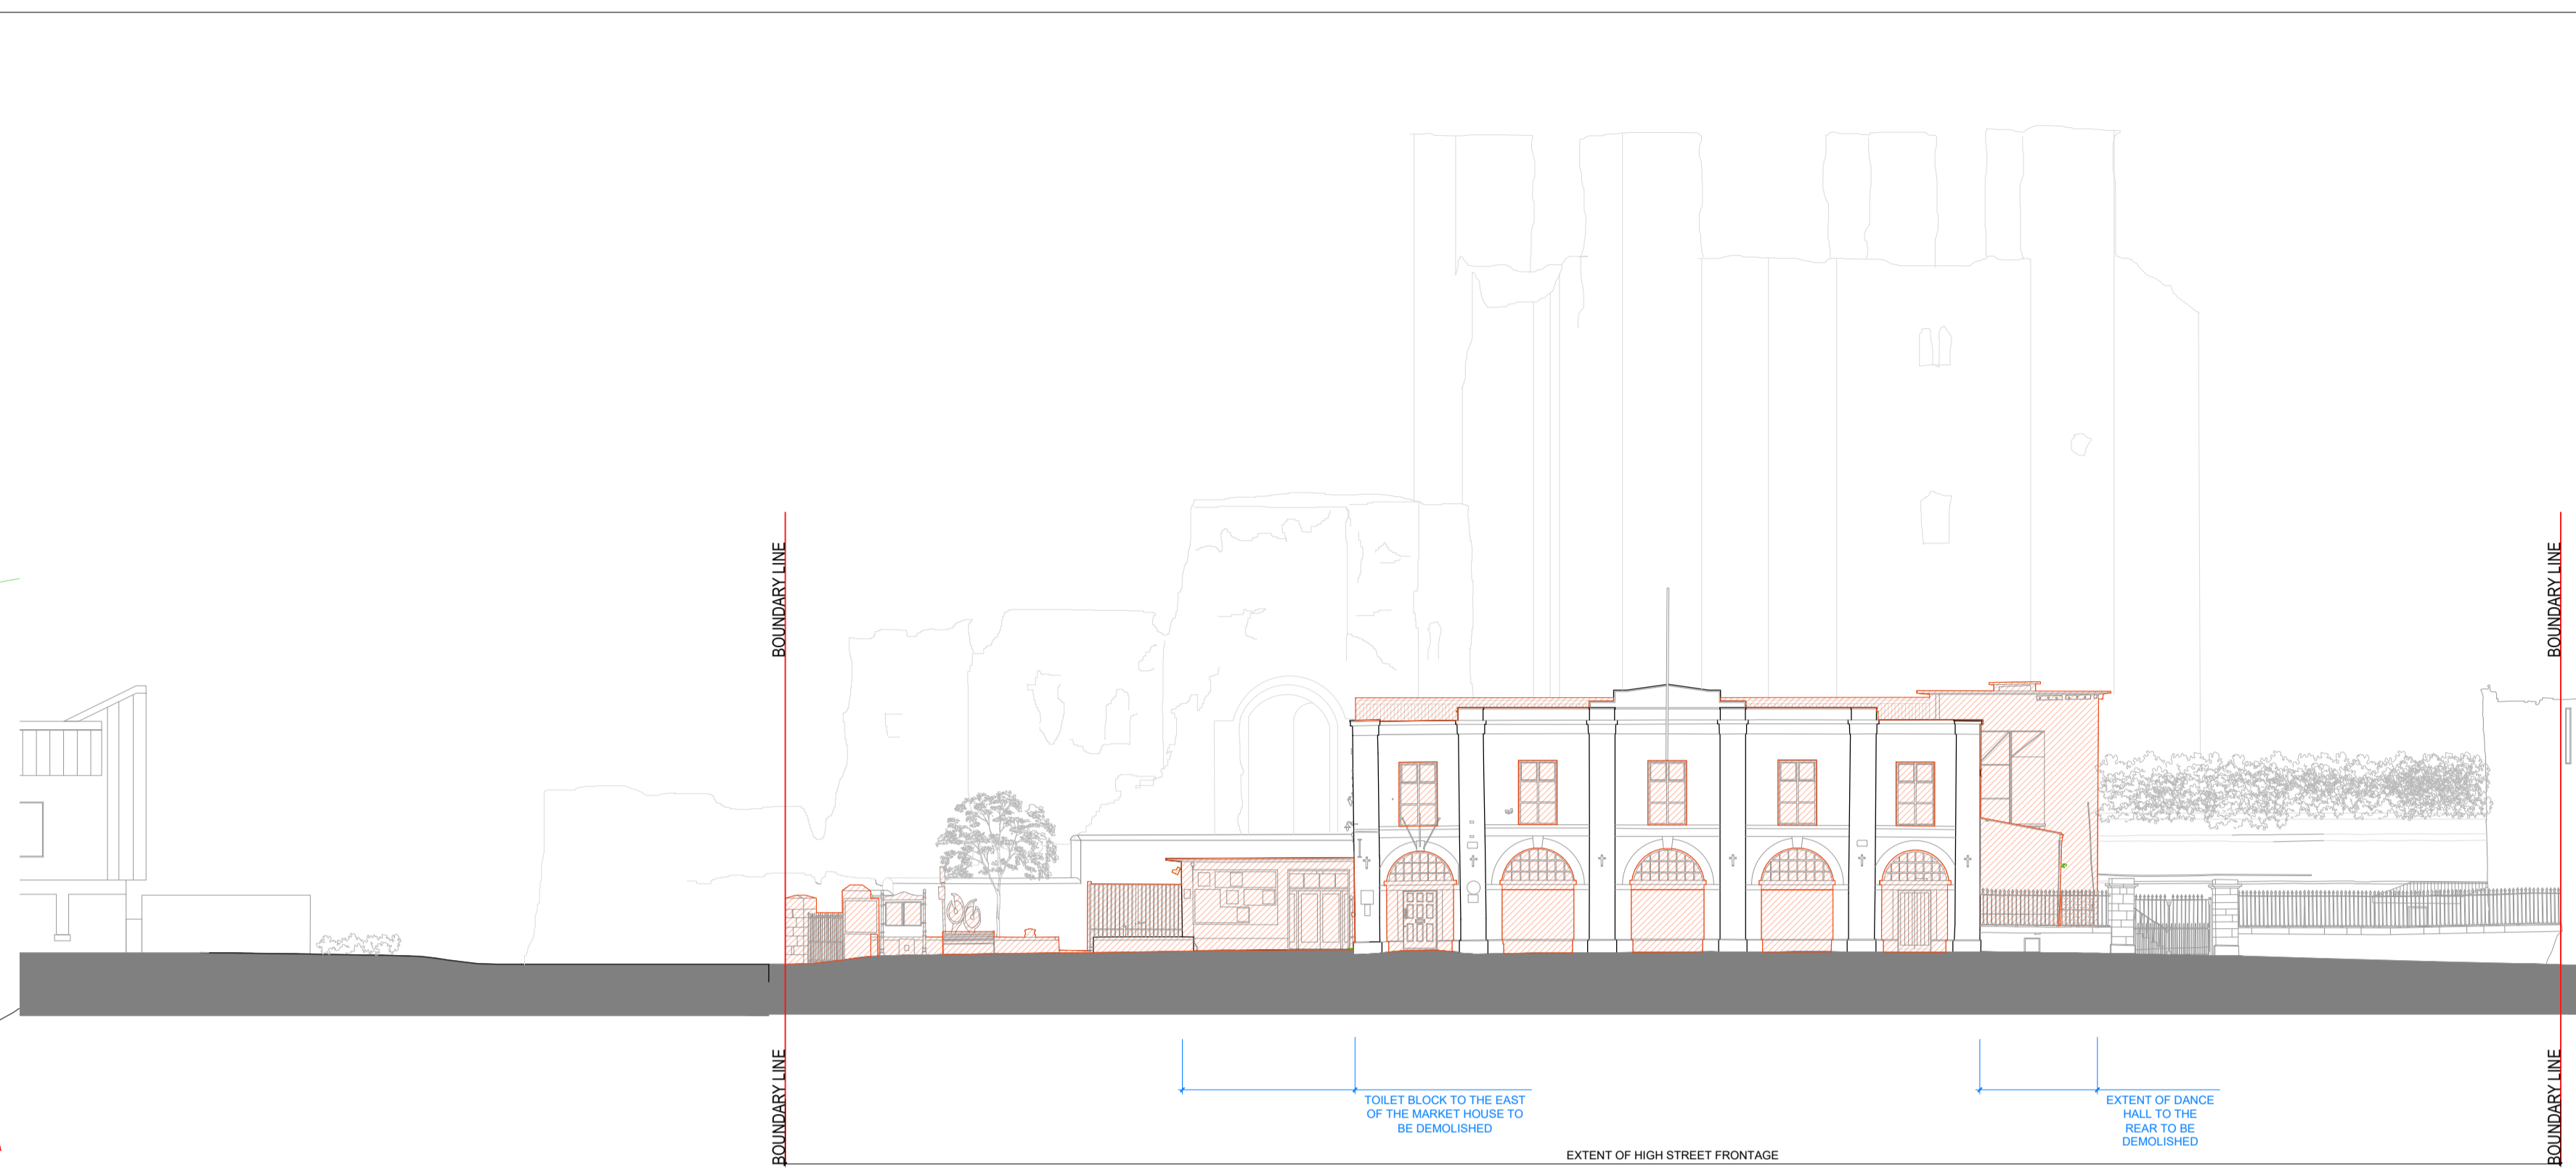 BOUNDARY LINE
BOUNDARY LINE
BOUNDARY LINE
BOUNDARY LINE
TOILET BLOCK TO THE EAST
OF THE MARKET HOUSE TO
BE DEMOLISHED
EXTENT OF DANCE
HALL TO THE
REAR TO BE
DEMOLISHED
EXTENT OF HIGH STREET FRONTAGE